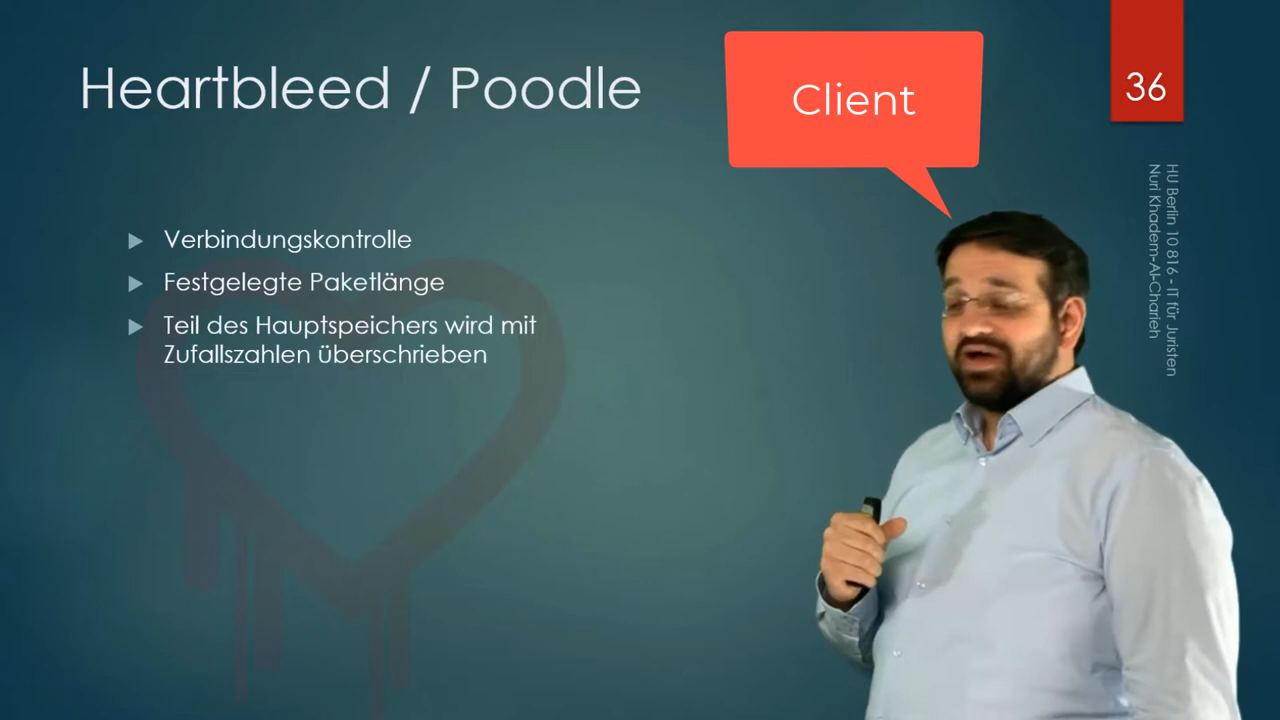 Heartbleed / Poodle
Client
36
Verbindungskontrolle
Festgelegte Paketlänge
Teil des Hauptspeichers wird mit
Zufallszahlen überschrieben
HU Berlin 10 816 - IT für Juristen
Nuri Khadem-Al-Charieh